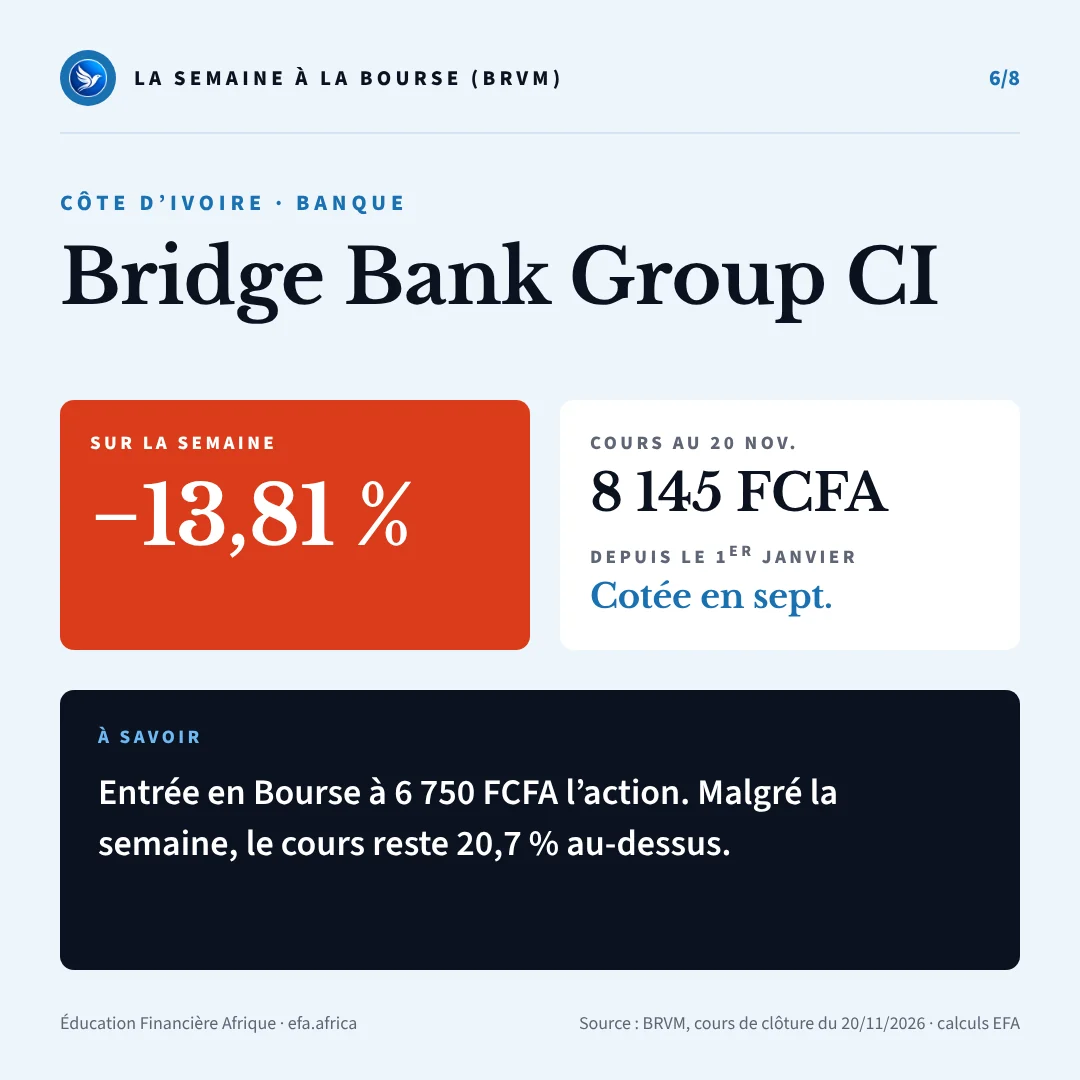 LA SEMAINE À LA BOURSE (BRVM)
6/8
CÔTE D’IVOIRE · BANQUE
Bridge Bank Group CI
SUR LA SEMAINE
−13,81 %
COURS AU 20 NOV.
8 145 FCFA
DEPUIS LE 1ER JANVIER
Cotée en sept.
À SAVOIR
Entrée en Bourse à 6 750 FCFA l’action. Malgré la
semaine, le cours reste 20,7 % au-dessus.
Éducation Financière Afrique · efa.africa
Source : BRVM, cours de clôture du 20/11/2026 · calculs EFA